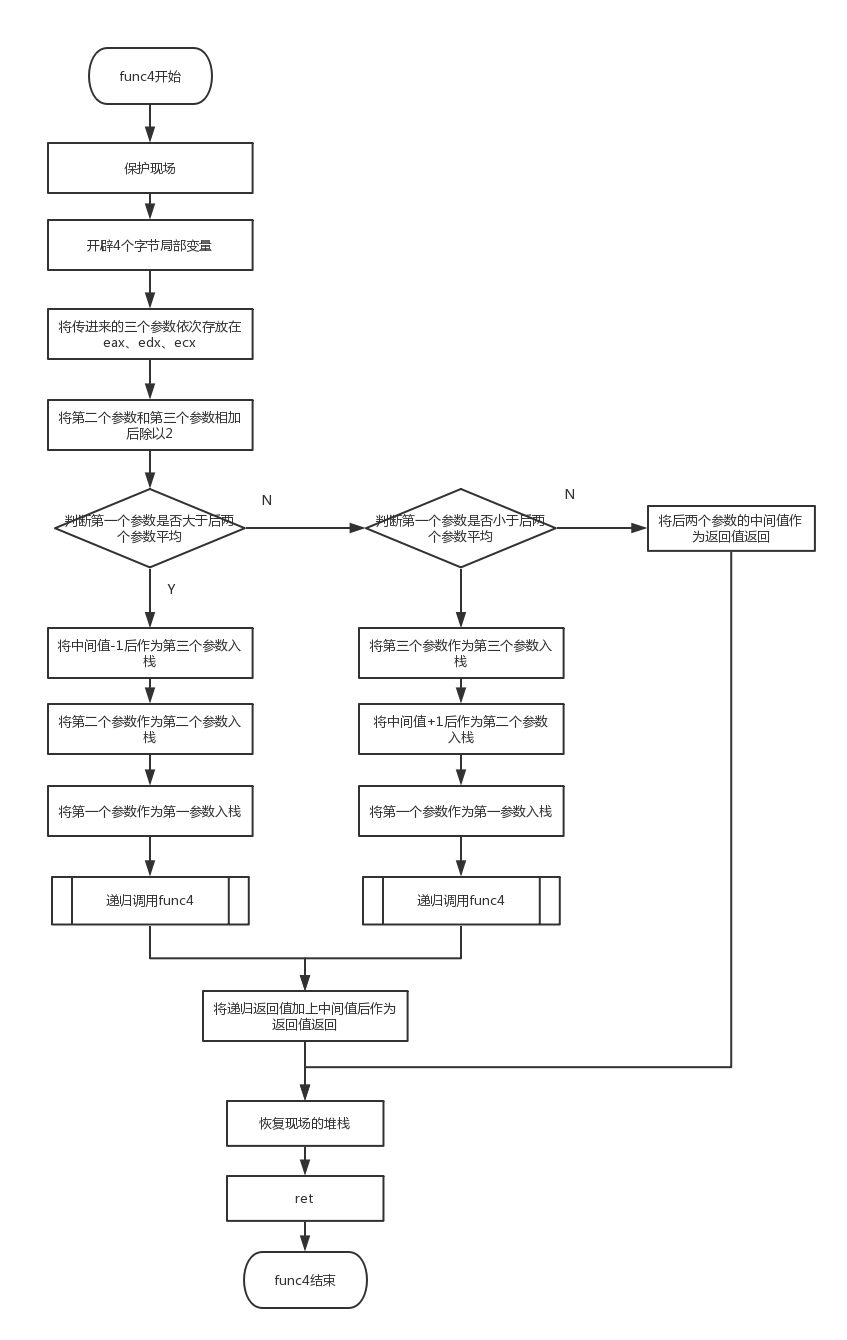 func4开始
保护现场
开辟4个字节局部变量
将传进来的三个参数依次存放在
eax、edx、ecx
将第二个参数和第三个参数相加
后除以2
判断第一个参数是否大于后两
个参数平均
N
判断第一个参数是否小于后两
个参数平均
N
将后两个参数的中间值作
为返回值返回
Y
将中间值-1后作为第三个参数入
栈
将第三个参数作为第三个参数入
栈
将第二个参数作为第二个参数入
栈
将中间值+1后作为第二个参数
入栈
将第一个参数作为第一参数入栈
将第一个参数作为第一参数入栈
递归调用func4
递归调用func4
将递归返回值加上中间值后作为
返回值返回
恢复现场的堆栈
ret
func4结束